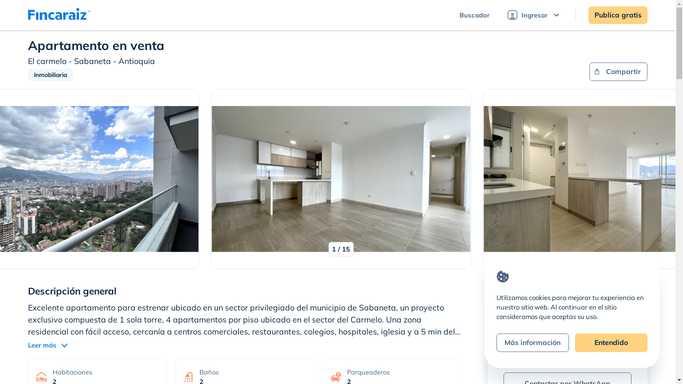 Fincaraiz
Buscador
Ingresar
Publica gratis
Apartamento en venta
El carmelo - Sabaneta - Antioquia
Inmobiliaria
Compartir
1 / 15
Descripción general
Excelente apartamento para estrenar ubicado en un sector privilegiado del municipio de Sabaneta, un proyecto
exclusivo compuesta de 1 sola torre, 4 apartamentos por piso ubicado en el sector del Carmelo. Una zona
residencial con fácil acceso, cercanía a centros comerciales, restaurantes, colegios, hospitales, iglesia y a 5 min del...
Leer más
Habitaciones
2
Baños
2
Parqueaderos
2
Utilizamos cookies para mejorar tu experiencia en
nuestro sitio web. Al continuar en el sitio
consideramos que aceptas su uso.
Más información
Entendido
Contactar por WhatsApp